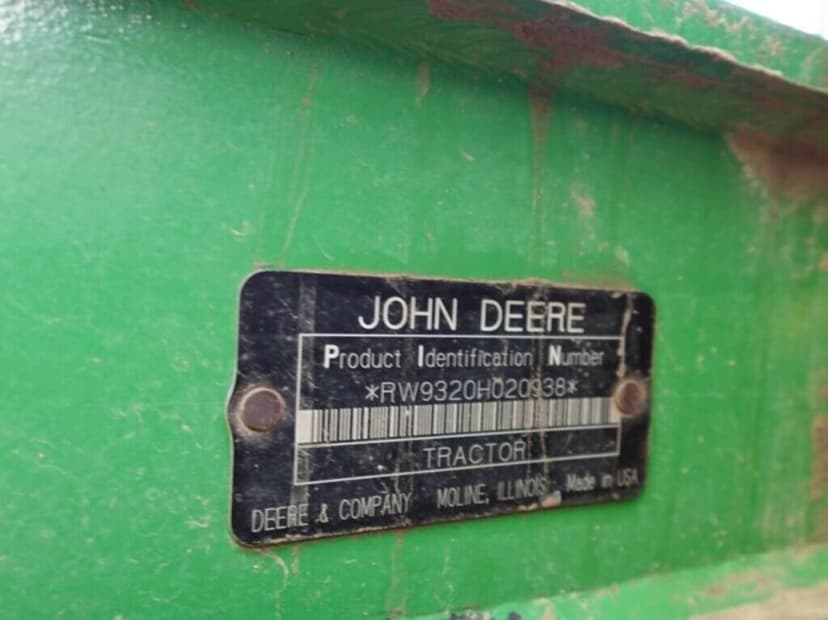 JOHN DEERE
Product Identification Number
*RW9320H020938*
TRACTOR
DEERE & COMPANY MOLINE, ILLINOIS Made in USA